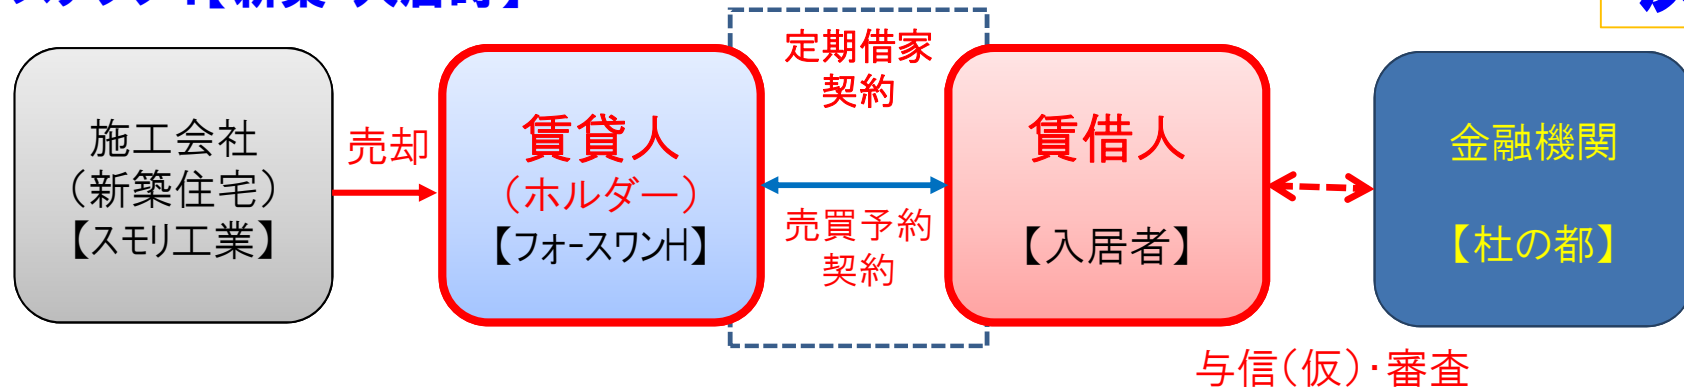 定期借家
契約
施工会社
（新築住宅）
【スモリ工業】
売却
賃貸人
（ホルダー）
【フォースワンH】
売買予約
契約
賃借人
【入居者】
金融機関
【杜の都】
与信（仮）・審査